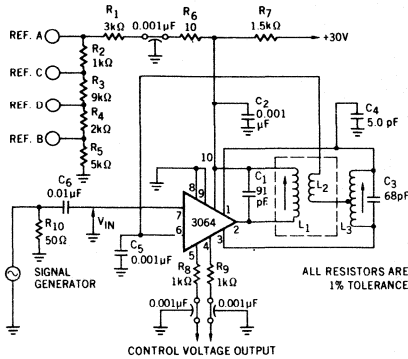 R1
3kΩ
0.001µF
R6
10
R7
1.5kΩ
+30V
REF. A
R2
1kΩ
REF. C
R3
9kΩ
REF. D
R4
2kΩ
REF. B
R5
5kΩ
C2
0.001
µF
C4
5.0 pF
C6
0.01µF
10
8
9
1
C1
91
pF
L2
L1
L3
C3
68pF
R10
50Ω
VIN
7
3064
6
2
3
5
4
C5
0.001µF
R8
1kΩ
R9
1kΩ
SIGNAL
GENERATOR
ALL RESISTORS ARE
1% TOLERANCE
0.001µF
0.001µF
CONTROL VOLTAGE OUTPUT